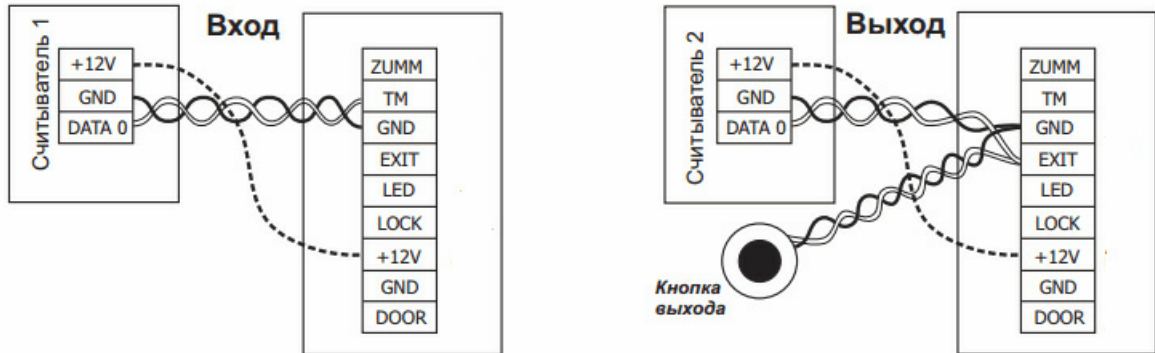 Вход
Считыватель 1
+12V
GND
DATA 0
ZUMM
TM
GND
EXIT
LED
LOCK
+12V
GND
DOOR
Выход
Считыватель 2
+12V
GND
DATA 0
ZUMM
TM
GND
EXIT
LED
LOCK
+12V
GND
DOOR
Кнопка
выхода